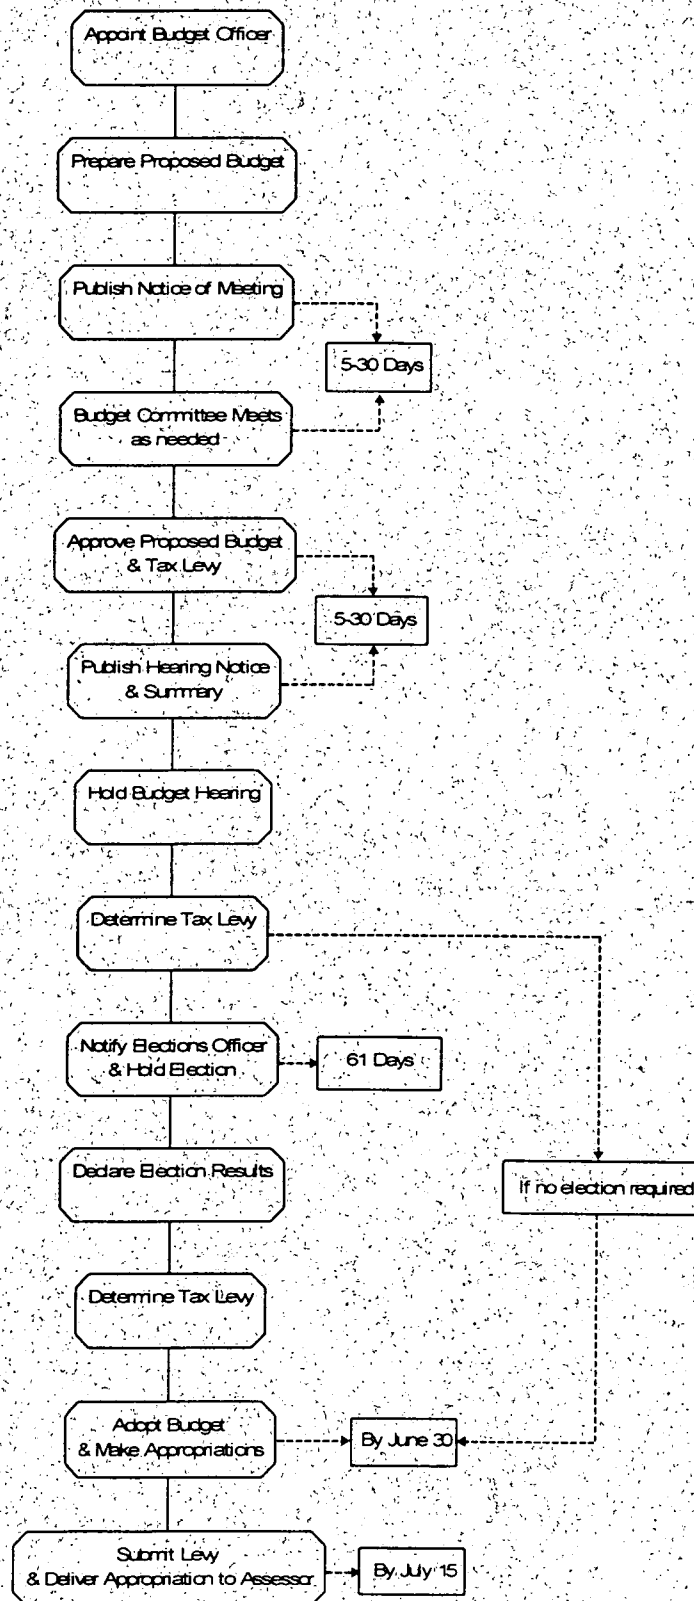 Appoint Budget Officer
Prepare Proposed Budget
Publish Notice of Meeting
5-30 Days
Budget Committee Meets
as needed
Approve Proposed Budget
& Tax Levy
5-30 Days
Publish Hearing Notice
& Summary
Hold Budget Hearing
Determine Tax Levy
Notify Elections Officer
& Hold Election
61 Days
Declare Election Results
If no election required
Determine Tax Levy
Adopt Budget
& Make Appropriations
By June 30
Submit Levy
& Deliver Appropriation to Assessor
By July 15